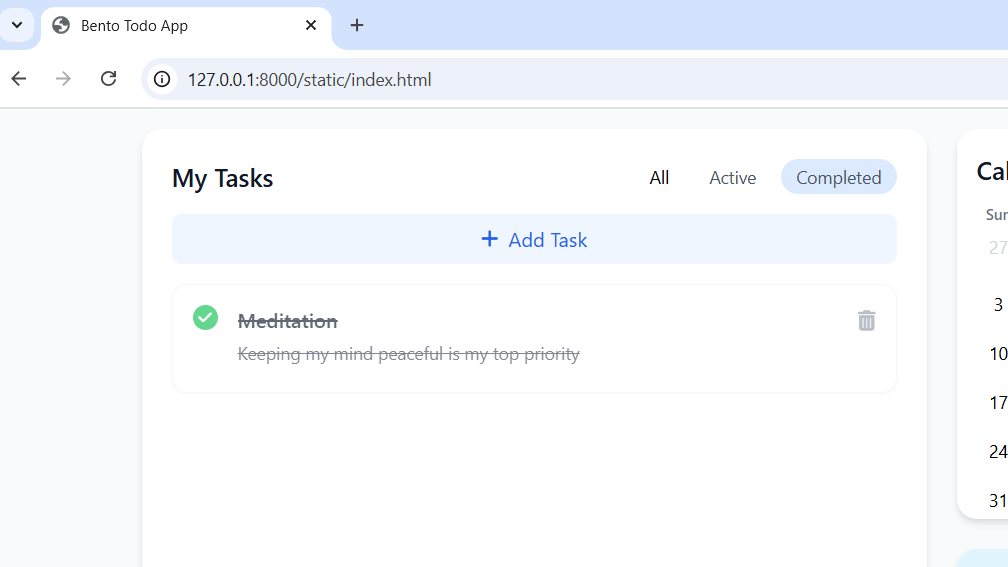 Bento Todo App
127.0.0.1:8000/static/index.html
My Tasks
All Active Completed
+ Add Task
Meditation
Keeping my mind peaceful is my top priority
Cal
Sun
27
3
10
17
24
31